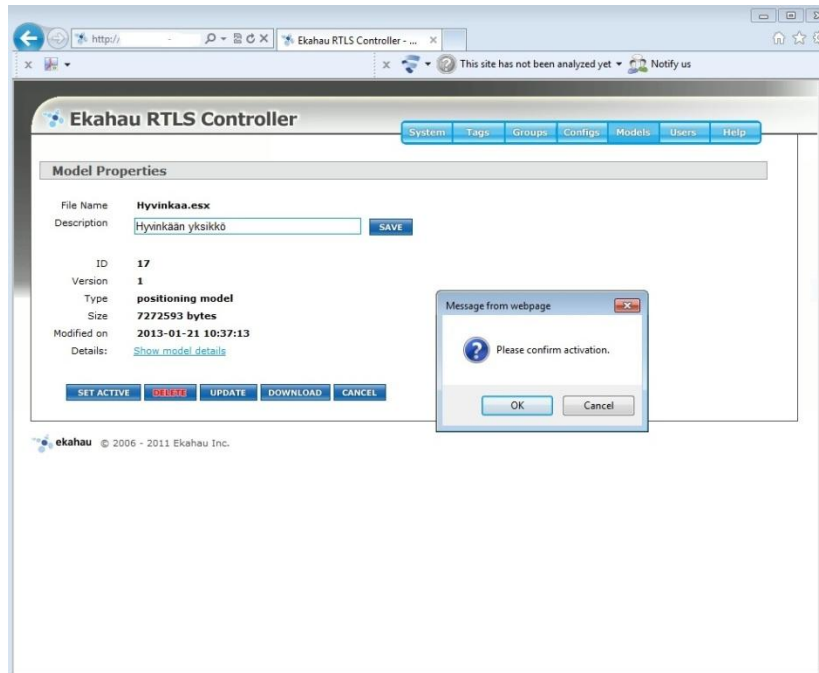 http://
Ekahau RTLS Controller - ...
This site has not been analyzed yet
Notify us
Ekahau RTLS Controller
System Tags Groups Configs Models Users Help
Model Properties
File Name Hyvinkaa.esx
Description Hyvinkään yksikkö SAVE
ID 17
Version 1
Type positioning model
Size 7272593 bytes
Modified on 2013-01-21 10:37:13
Details: Show model details
SET ACTIVE DELETE UPDATE DOWNLOAD CANCEL
Message from webpage
Please confirm activation.
OK Cancel
ekahau © 2006 - 2011 Ekahau Inc.